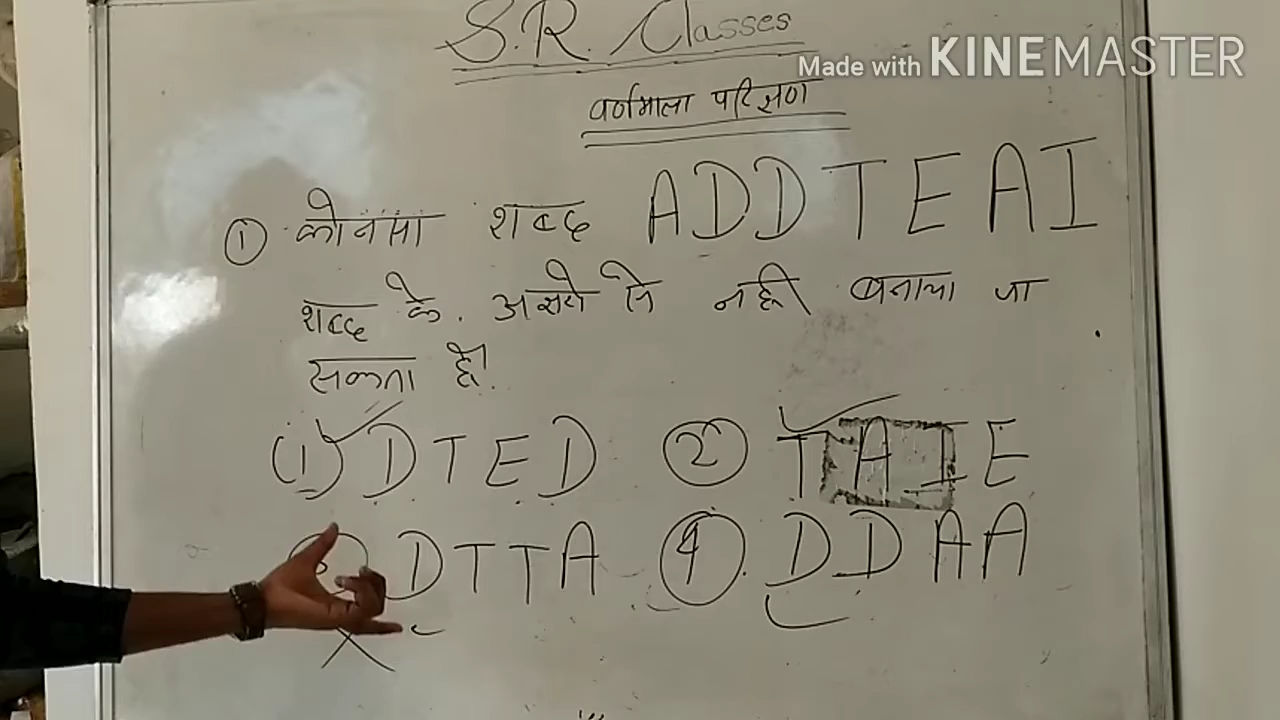 S.R. Classes
Made with KINEMASTER
वर्णमाला परिक्षण
① कोनसा शब्द ADDTEAI
शब्द के. अक्षरो से नही बनाया जा
सकता है।
(1) DTED ② TAIE
DTTA ④ DDAA